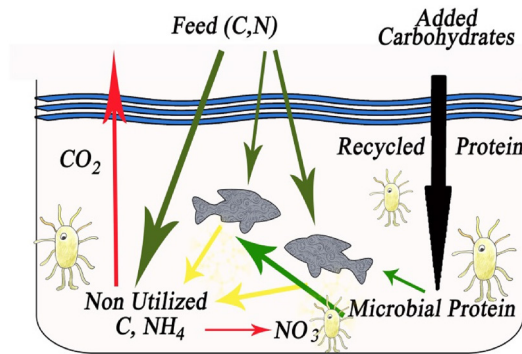 Feed (C,N)
Added
Carbohydrates
CO₂
Recycled Protein
Non Utilized
C, NH₄
NO₃
Microbial Protein